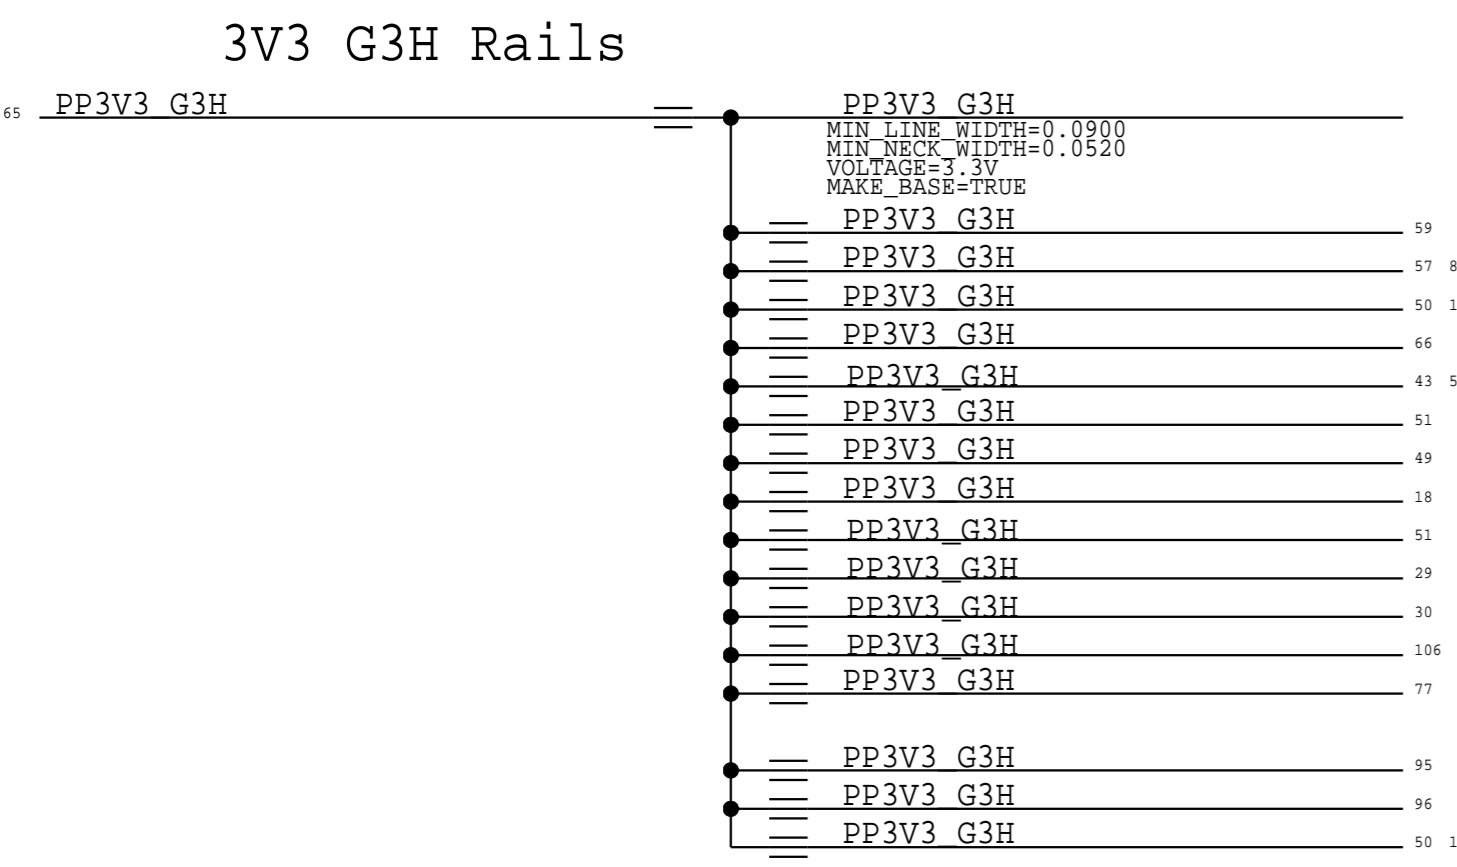 3V3 G3H Rails
65 PP3V3_G3H PP3V3_G3H
MIN_LINE_WIDTH=0.0900
MIN_NECK_WIDTH=0.0520
VOLTAGE=3.3V
MAKE_BASE=TRUE
PP3V3_G3H 59
PP3V3_G3H 57 8
PP3V3_G3H 50 1
PP3V3_G3H 66
PP3V3_G3H 43 5
PP3V3_G3H 51
PP3V3_G3H 49
PP3V3_G3H 18
PP3V3_G3H 51
PP3V3_G3H 29
PP3V3_G3H 30
PP3V3_G3H 106
PP3V3_G3H 77
PP3V3_G3H 95
PP3V3_G3H 96
PP3V3_G3H 50 1